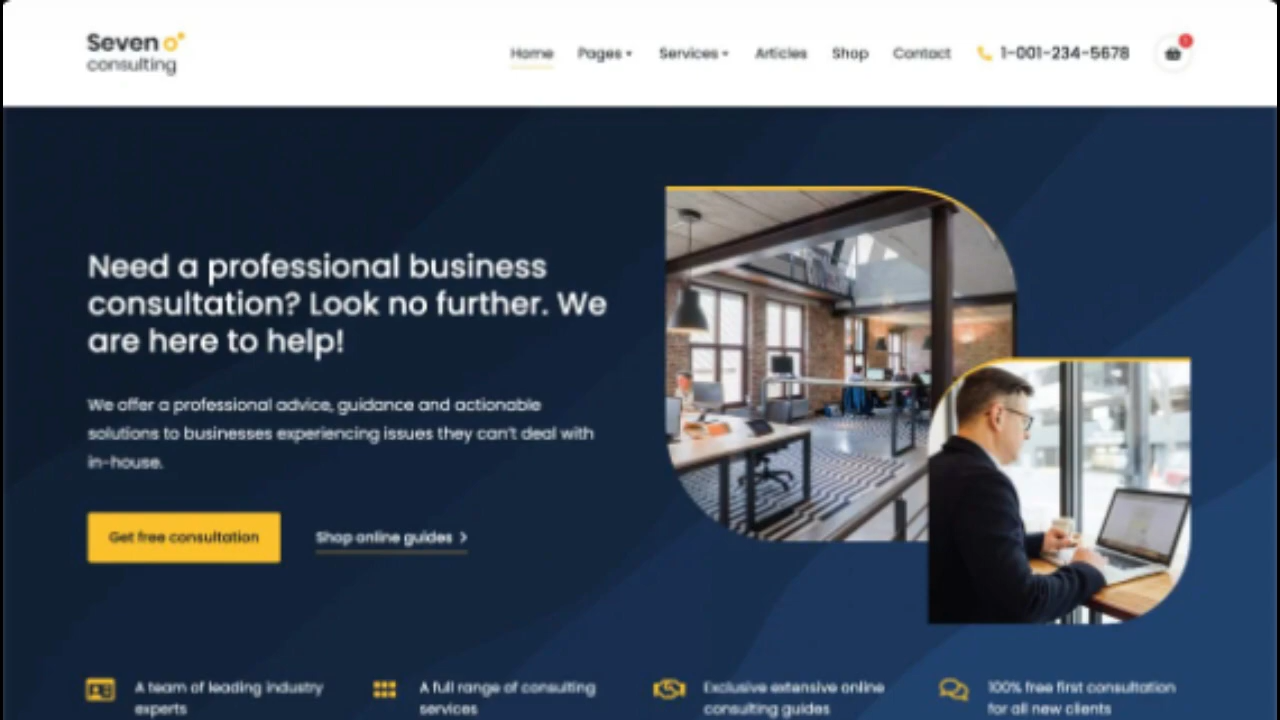 Seven
consulting
Home Pages Services Articles Shop Contact 1-001-234-5678
Need a professional business
consultation? Look no further. We
are here to help!
We offer a professional advice, guidance and actionable
solutions to businesses experiencing issues they can't deal with
in-house.
Get free consultation Shop online guides
A team of leading industry
experts
A full range of consulting
services
Exclusive extensive online
consulting guides
100% free first consultation
for all new clients